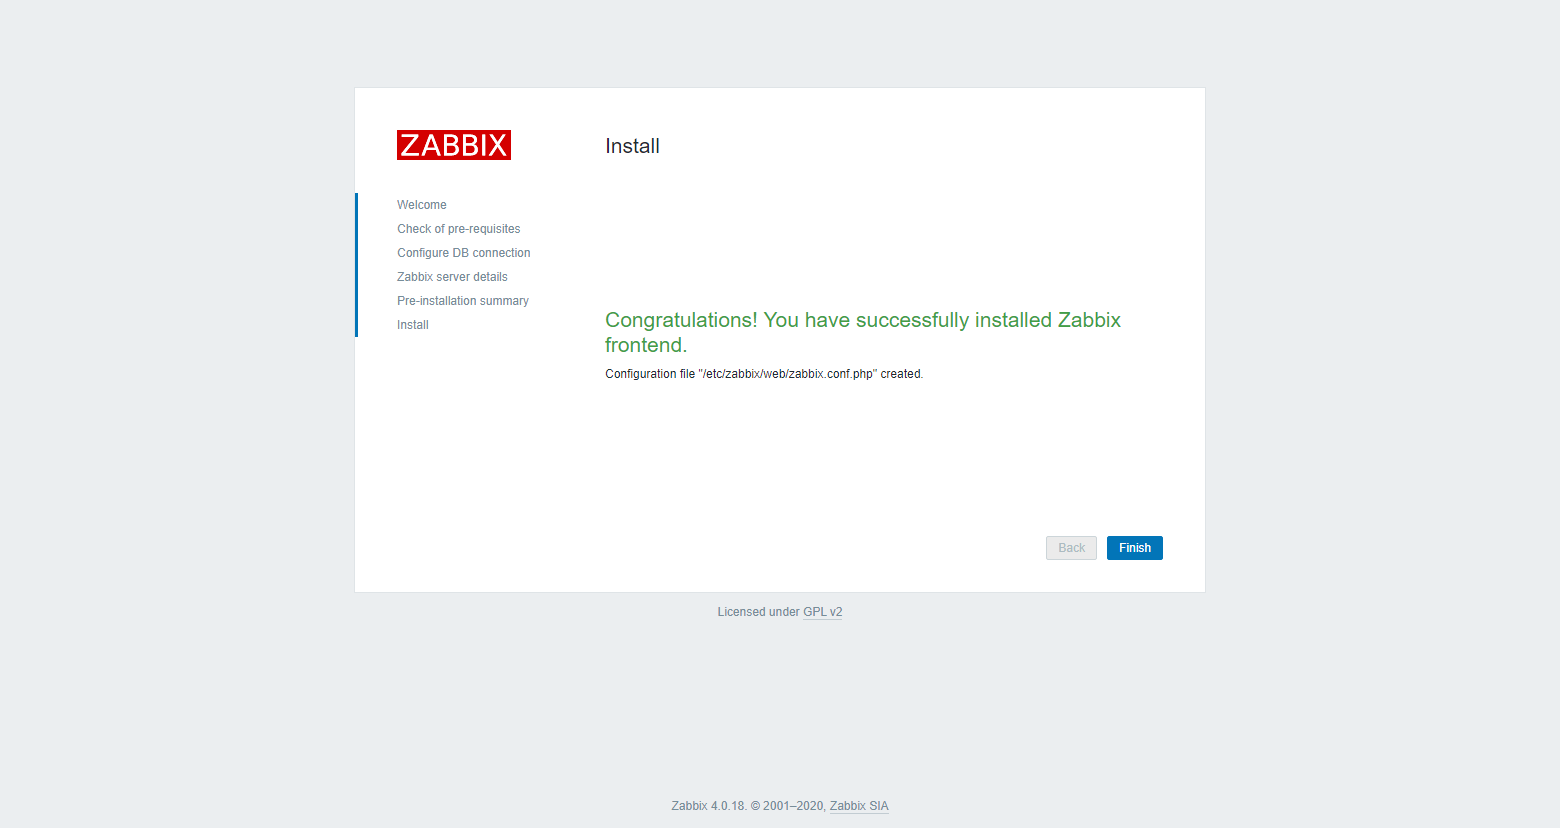 ZABBIX
Install
Welcome
Check of pre-requisites
Configure DB connection
Zabbix server details
Pre-installation summary
Install
Congratulations! You have successfully installed Zabbix
frontend.
Configuration file "/etc/zabbix/web/zabbix.conf.php" created.
Back
Finish
Licensed under GPL v2
Zabbix 4.0.18. © 2001–2020, Zabbix SIA